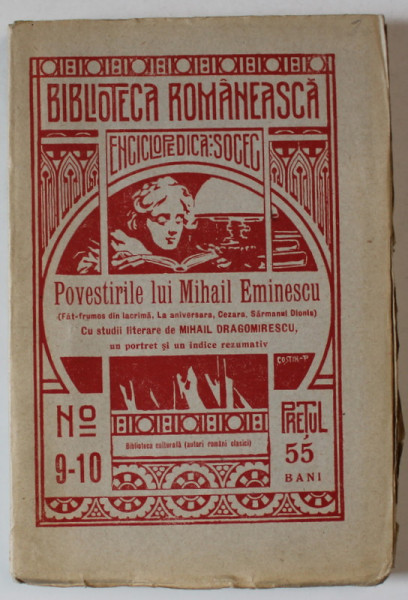 BIBLIOTECA ROMÂNEASCĂ
ENCICLOPEDICA:SOCEC
Povestirile lui Mihail Eminescu
(Făt-frumos din lacrimă, La aniversara, Cezara, Sărmanel Dionis)
Cu studii literare de MIHAIL DRAGOMIRESCU,
un portret și un indice rezumativ
COSTIN-P
No
9-10
Biblioteca culturală (autori români clasici)
PREȚUL
55
BANI